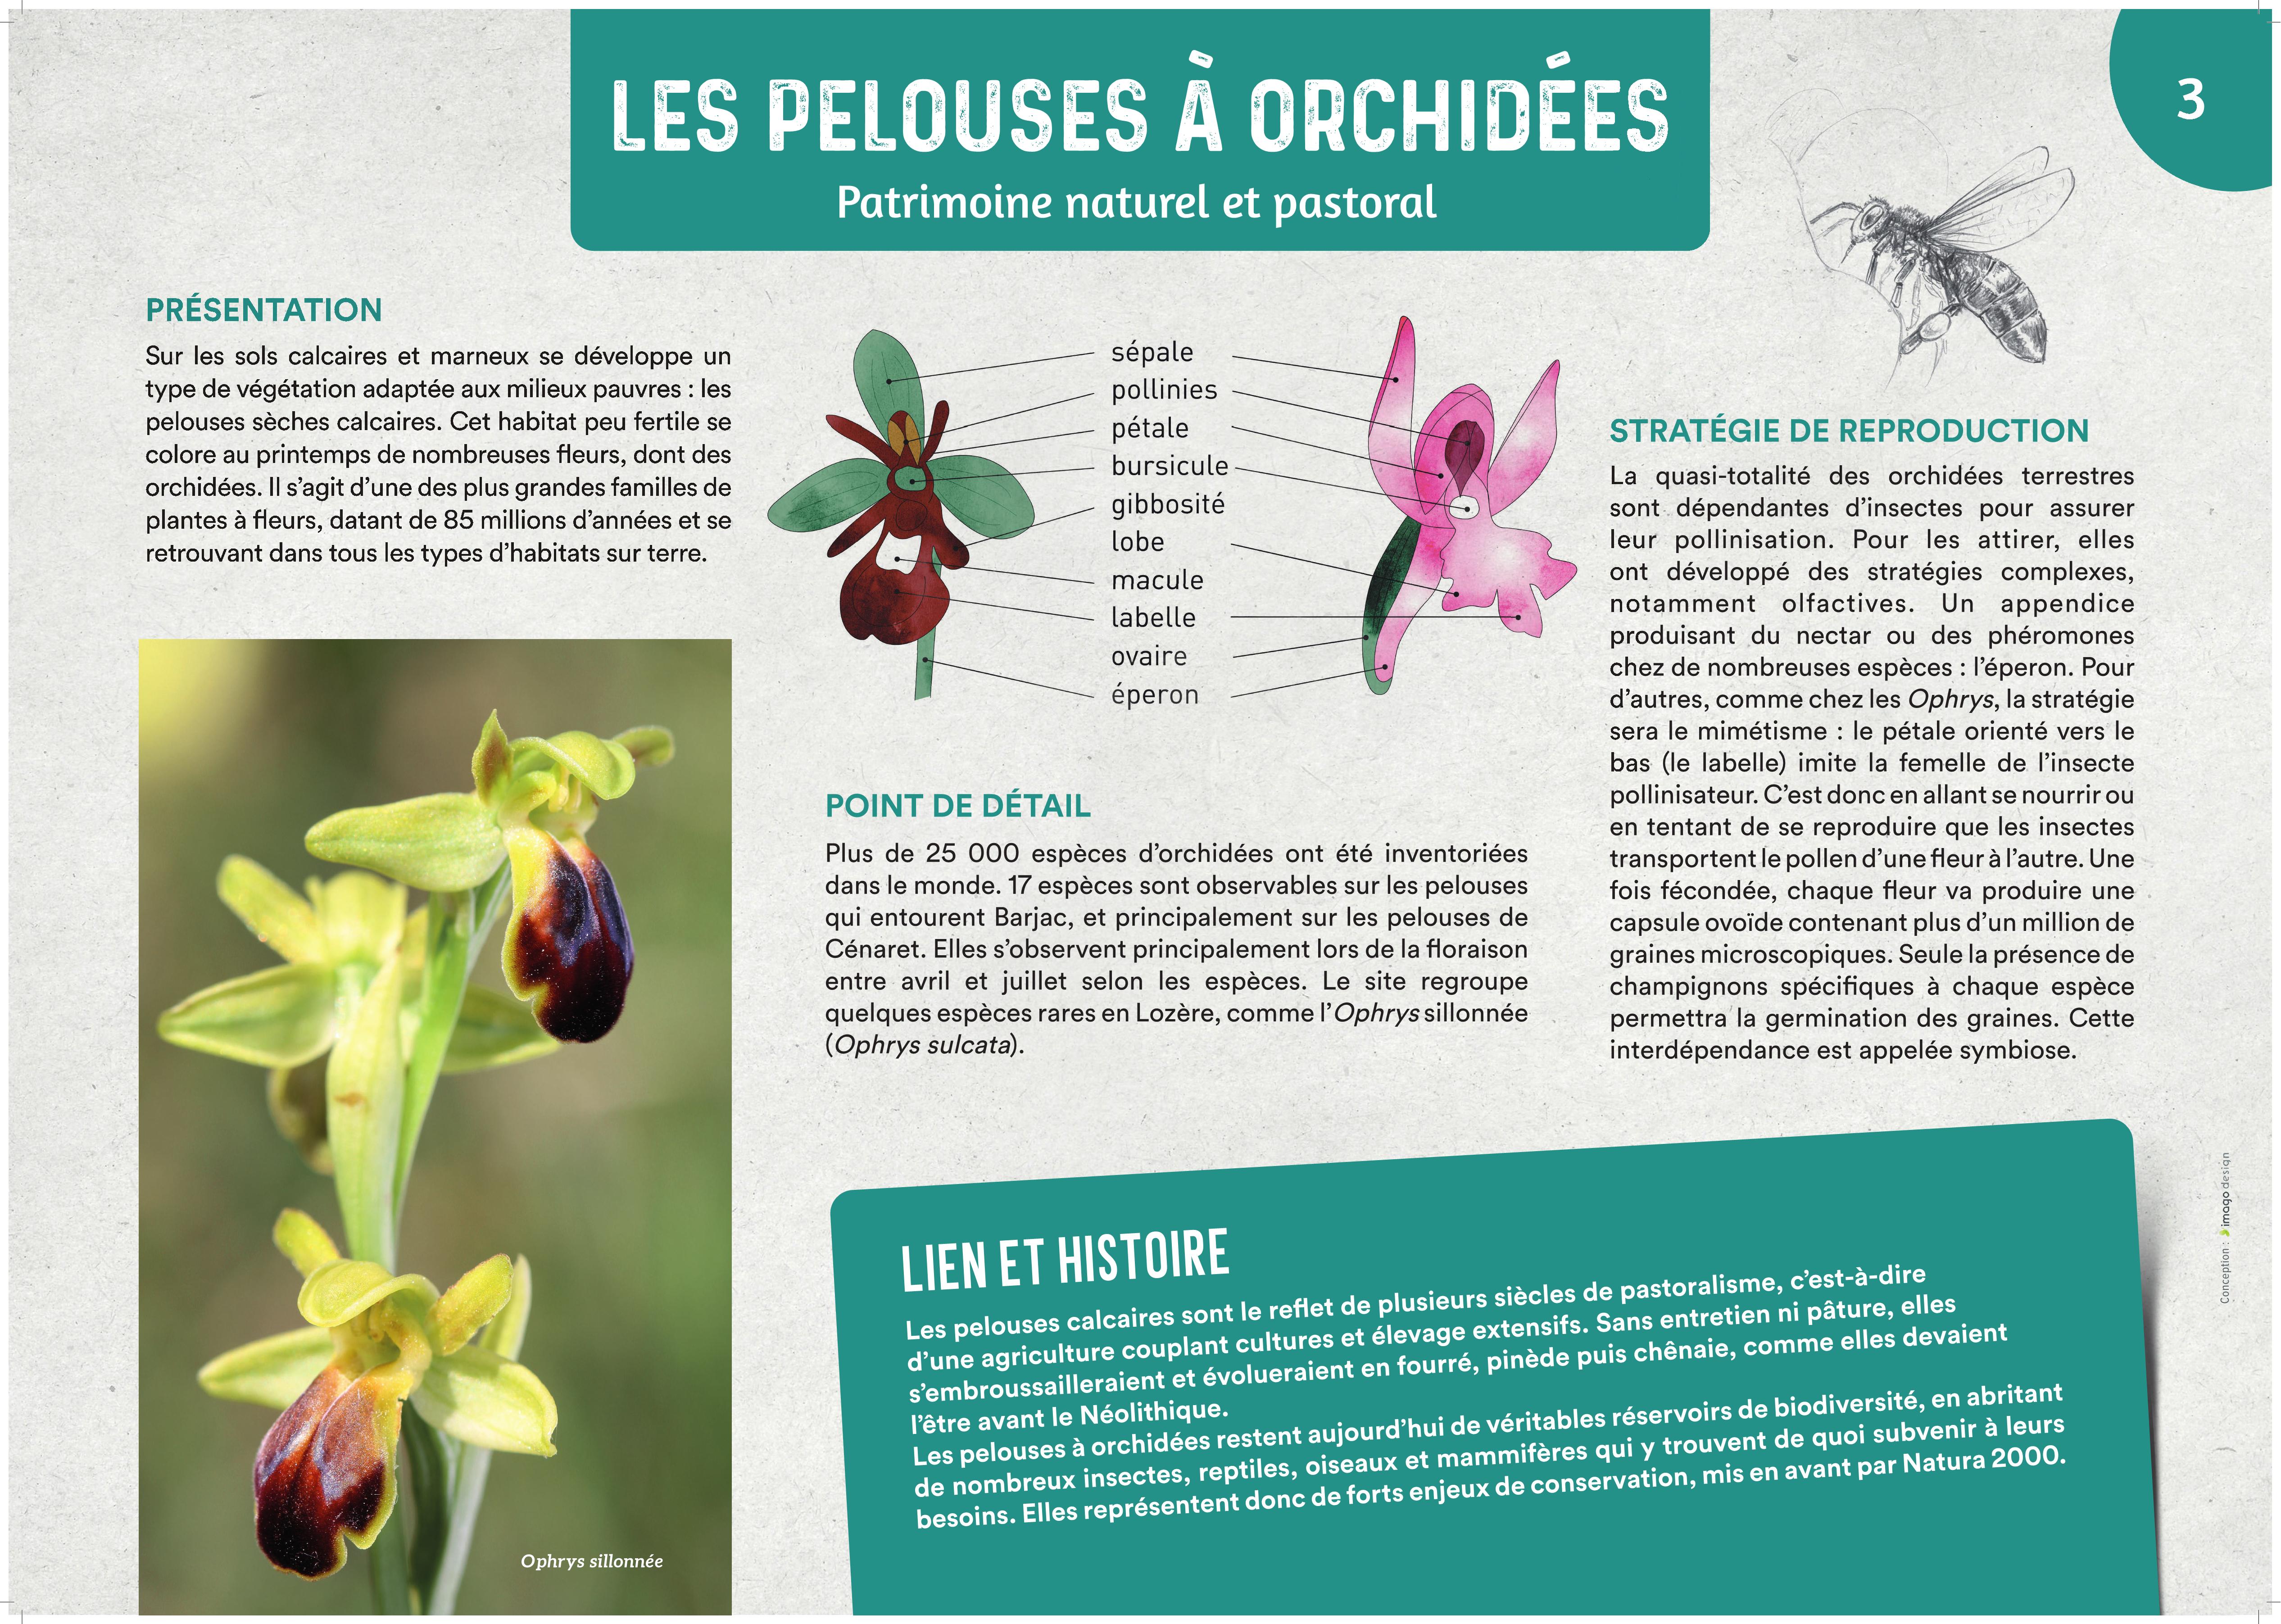 LES PELOUSES À ORCHIDÉES
Patrimoine naturel et pastoral
3
PRÉSENTATION
Sur les sols calcaires et marneux se développe un
type de végétation adaptée aux milieux pauvres : les
pelouses sèches calcaires. Cet habitat peu fertile se
colore au printemps de nombreuses fleurs, dont des
orchidées. Il s’agit d’une des plus grandes familles de
plantes à fleurs, datant de 85 millions d’années et se
retrouvant dans tous les types d’habitats sur terre.
Ophrys sillonnée
sépale
pollinies
pétale
bursicule
gibbosité
lobe
macule
labelle
ovaire
éperon
POINT DE DÉTAIL
Plus de 25 000 espèces d’orchidées ont été inventoriées
dans le monde. 17 espèces sont observables sur les pelouses
qui entourent Barjac, et principalement sur les pelouses de
Cénaret. Elles s’observent principalement lors de la floraison
entre avril et juillet selon les espèces. Le site regroupe
quelques espèces rares en Lozère, comme l’Ophrys sillonnée
(Ophrys sulcata).
STRATÉGIE DE REPRODUCTION
La quasi-totalité des orchidées terrestres
sont dépendantes d’insectes pour assurer
leur pollinisation. Pour les attirer, elles
ont développé des stratégies complexes,
notamment olfactives. Un appendice
produisant du nectar ou des phéromones
chez de nombreuses espèces : l’éperon. Pour
d’autres, comme chez les Ophrys, la stratégie
sera le mimétisme : le pétale orienté vers le
bas (le labelle) imite la femelle de l’insecte
pollinisateur. C’est donc en allant se nourrir ou
en tentant de se reproduire que les insectes
transportent le pollen d’une fleur à l’autre. Une
fois fécondée, chaque fleur va produire une
capsule ovoïde contenant plus d’un million de
graines microscopiques. Seule la présence de
champignons spécifiques à chaque espèce
permettra la germination des graines. Cette
interdépendance est appelée symbiose.
LIEN ET HISTOIRE
Les pelouses calcaires sont le reflet de plusieurs siècles de pastoralisme, c’est-à-dire
d’une agriculture couplant cultures et élevage extensifs. Sans entretien ni pâture, elles
s’embroussailleraient et évolueraient en fourré, pinède puis chênaie, comme elles devaient
l’être avant le Néolithique.
Les pelouses à orchidées restent aujourd’hui de véritables réservoirs de biodiversité, en abritant
de nombreux insectes, reptiles, oiseaux et mammifères qui y trouvent de quoi subvenir à leurs
besoins. Elles représentent donc de forts enjeux de conservation, mis en avant par Natura 2000.
Conception : imago design